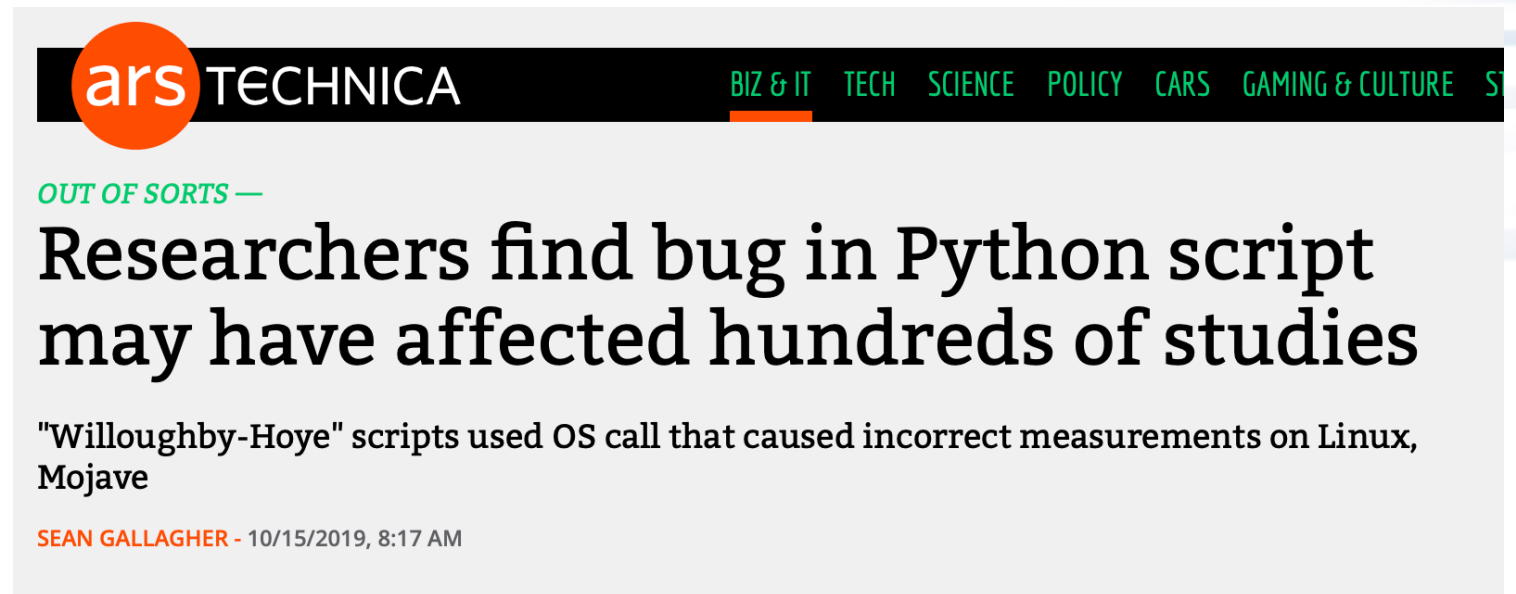 ars TECHNICA
BIZ & IT TECH SCIENCE POLICY CARS GAMING & CULTURE ST
OUT OF SORTS —
Researchers find bug in Python script
may have affected hundreds of studies
"Willoughby-Hoye" scripts used OS call that caused incorrect measurements on Linux,
Mojave
SEAN GALLAGHER - 10/15/2019, 8:17 AM